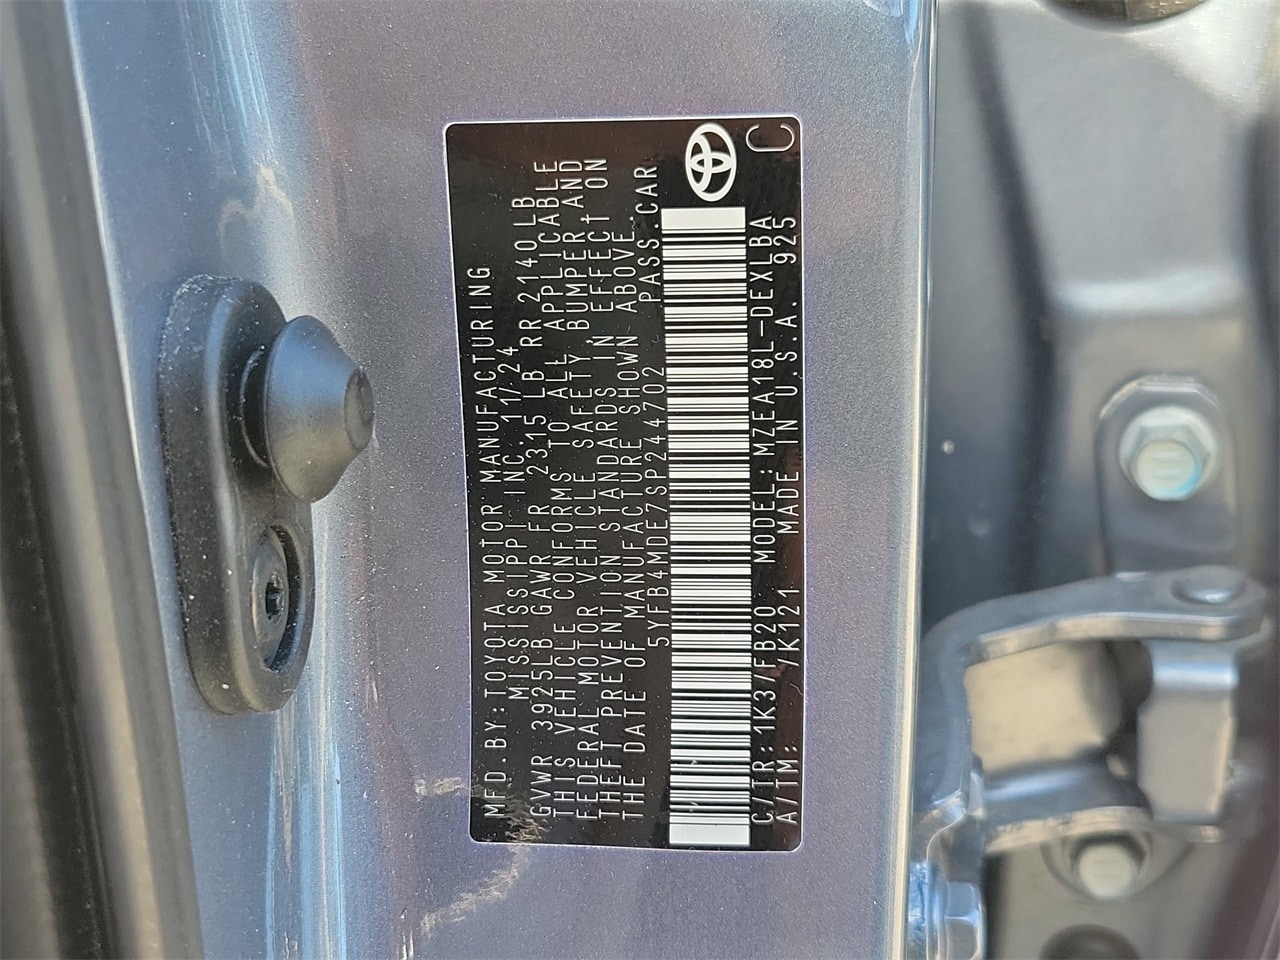 MFD.BY:TOYOTA MOTOR MANUFACTURING
MISSISSIPPI INC. 11/24
GVWR 3925LB GAWR FR 2315 LB RR 2140 LB
THIS VEHICLE CONFORMS TO ALL APPLICABLE
FEDERAL MOTOR VEHICLE SAFETY, BUMPER AND
THEFT PREVENTION STANDARDS IN EFFECT ON
THE DATE OF MANUFACTURE SHOWN ABOVE.
5YFB4MDE7SP244702 PASS.CAR
C/TR:1K3/FB20 MODEL:MZEA18L-DEXLBA
A/TM: /K121 MADE IN U.S.A. 925
C